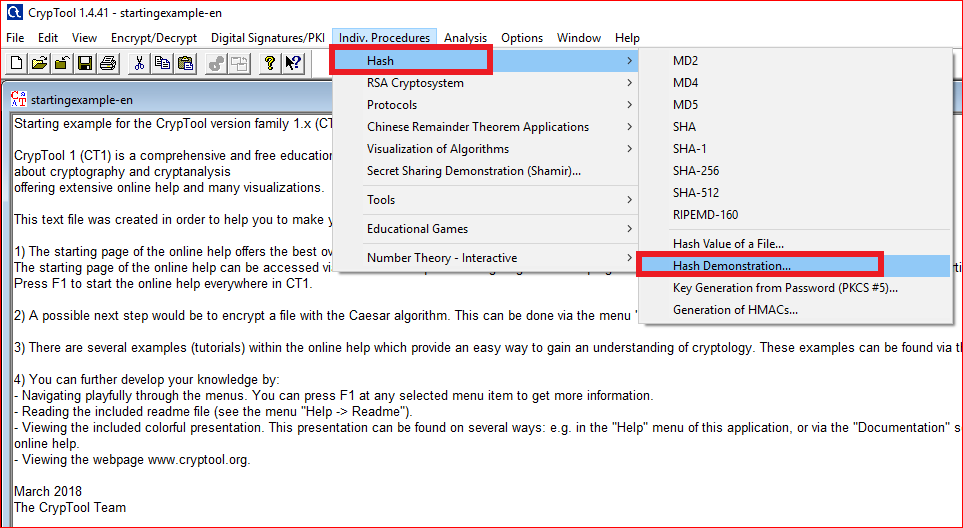 CrypTool 1.4.41 - startingexample-en
File Edit View Encrypt/Decrypt Digital Signatures/PKI Indiv. Procedures Analysis Options Window Help
Hash
RSA Cryptosystem
Protocols
Chinese Remainder Theorem Applications
Visualization of Algorithms
Secret Sharing Demonstration (Shamir)...
Tools
Educational Games
Number Theory - Interactive
MD2
MD4
MD5
SHA
SHA-1
SHA-256
SHA-512
RIPEMD-160
Hash Value of a File...
Hash Demonstration...
Key Generation from Password (PKCS #5)...
Generation of HMACs...
startingexample-en
Starting example for the CrypTool version family 1.x (CT
CrypTool 1 (CT1) is a comprehensive and free education
about cryptography and cryptanalysis
offering extensive online help and many visualizations.
This text file was created in order to help you to make y
1) The starting page of the online help offers the best ov
The starting page of the online help can be accessed vi
Press F1 to start the online help everywhere in CT1.
2) A possible next step would be to encrypt a file with the Caesar algorithm. This can be done via the menu "
3) There are several examples (tutorials) within the online help which provide an easy way to gain an understanding of cryptology. These examples can be found via th
4) You can further develop your knowledge by:
- Navigating playfully through the menus. You can press F1 at any selected menu item to get more information.
- Reading the included readme file (see the menu "Help -> Readme").
- Viewing the included colorful presentation. This presentation can be found on several ways: e.g. in the "Help" menu of this application, or via the "Documentation" s
online help.
- Viewing the webpage www.cryptool.org.
March 2018
The CrypTool Team